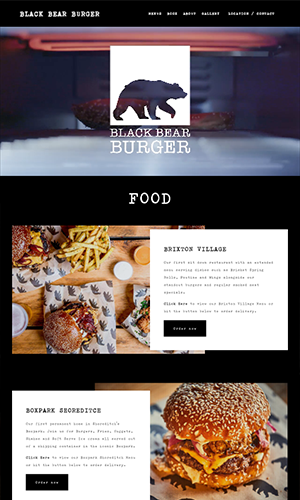 BLACK BEAR BURGER
MENUS BOOK ABOUT GALLERY LOCATION / CONTACT
BLACK BEAR
BURGER
FOOD
BRIXTON VILLAGE
Our first sit down restaurant with an extended
menu serving dishes such as Brisket Spring
Rolls, Wings alongside our
standard burgers and regular secret menu
specials.
Click Here to view our Brixton Village Menu or
hit the button below to order delivery.
Order now
BOXPARK SHOREDITCH
Our first permanent home in Shoreditch's
Boxpark. Join us for Burgers, Fries, Nuggets,
Shakes and Soft Serve ice cream all served out
of a shipping container in the iconic Boxpark.
Click Here to view our Boxpark Shoreditch Menu
or hit the button below to order delivery.
Order now